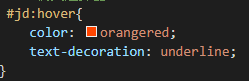 #jd:hover{
    color: orangered;
    text-decoration: underline;
}